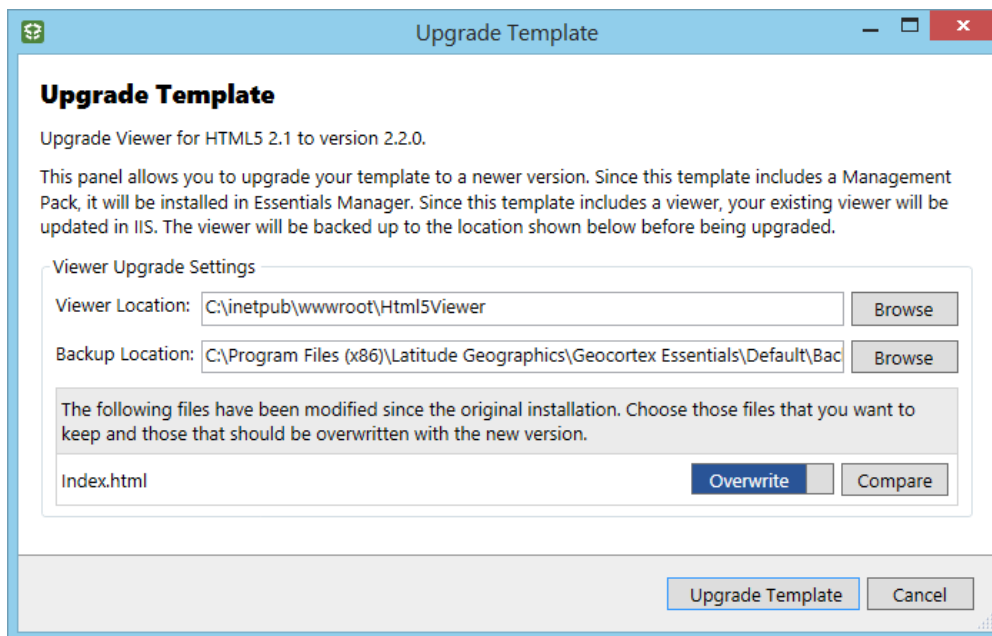 Upgrade Template
Upgrade Template
Upgrade Viewer for HTML5 2.1 to version 2.2.0.
This panel allows you to upgrade your template to a newer version. Since this template includes a Management
Pack, it will be installed in Essentials Manager. Since this template includes a viewer, your existing viewer will be
updated in IIS. The viewer will be backed up to the location shown below before being upgraded.
Viewer Upgrade Settings
Viewer Location: C:\inetpub\wwwroot\Html5Viewer Browse
Backup Location: C:\Program Files (x86)\Latitude Geographics\Geocortex Essentials\Default\Bac Browse
The following files have been modified since the original installation. Choose those files that you want to
keep and those that should be overwritten with the new version.
Index.html Overwrite Compare
Upgrade Template Cancel